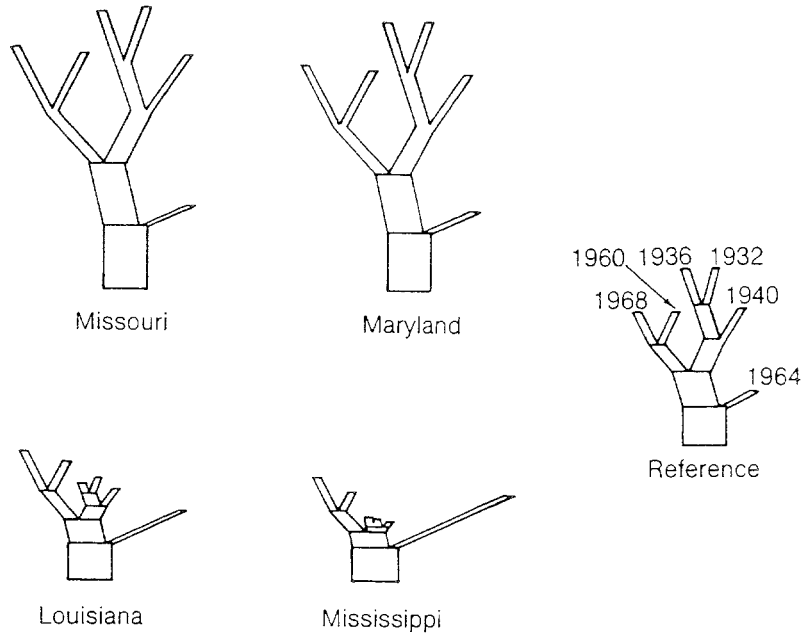 Missouri
Maryland
1960 1936 1932
1968 1940
1964
Reference
Louisiana
Mississippi